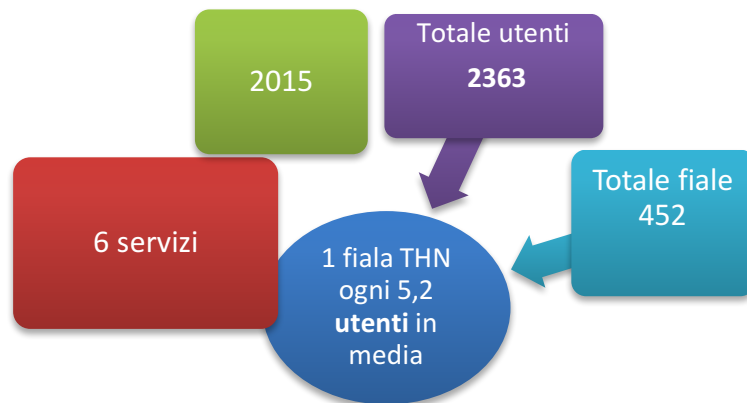 2015
Totale utenti
2363
6 servizi
Totale fiale
452
1 fiala THN
ogni 5,2
utenti in
media